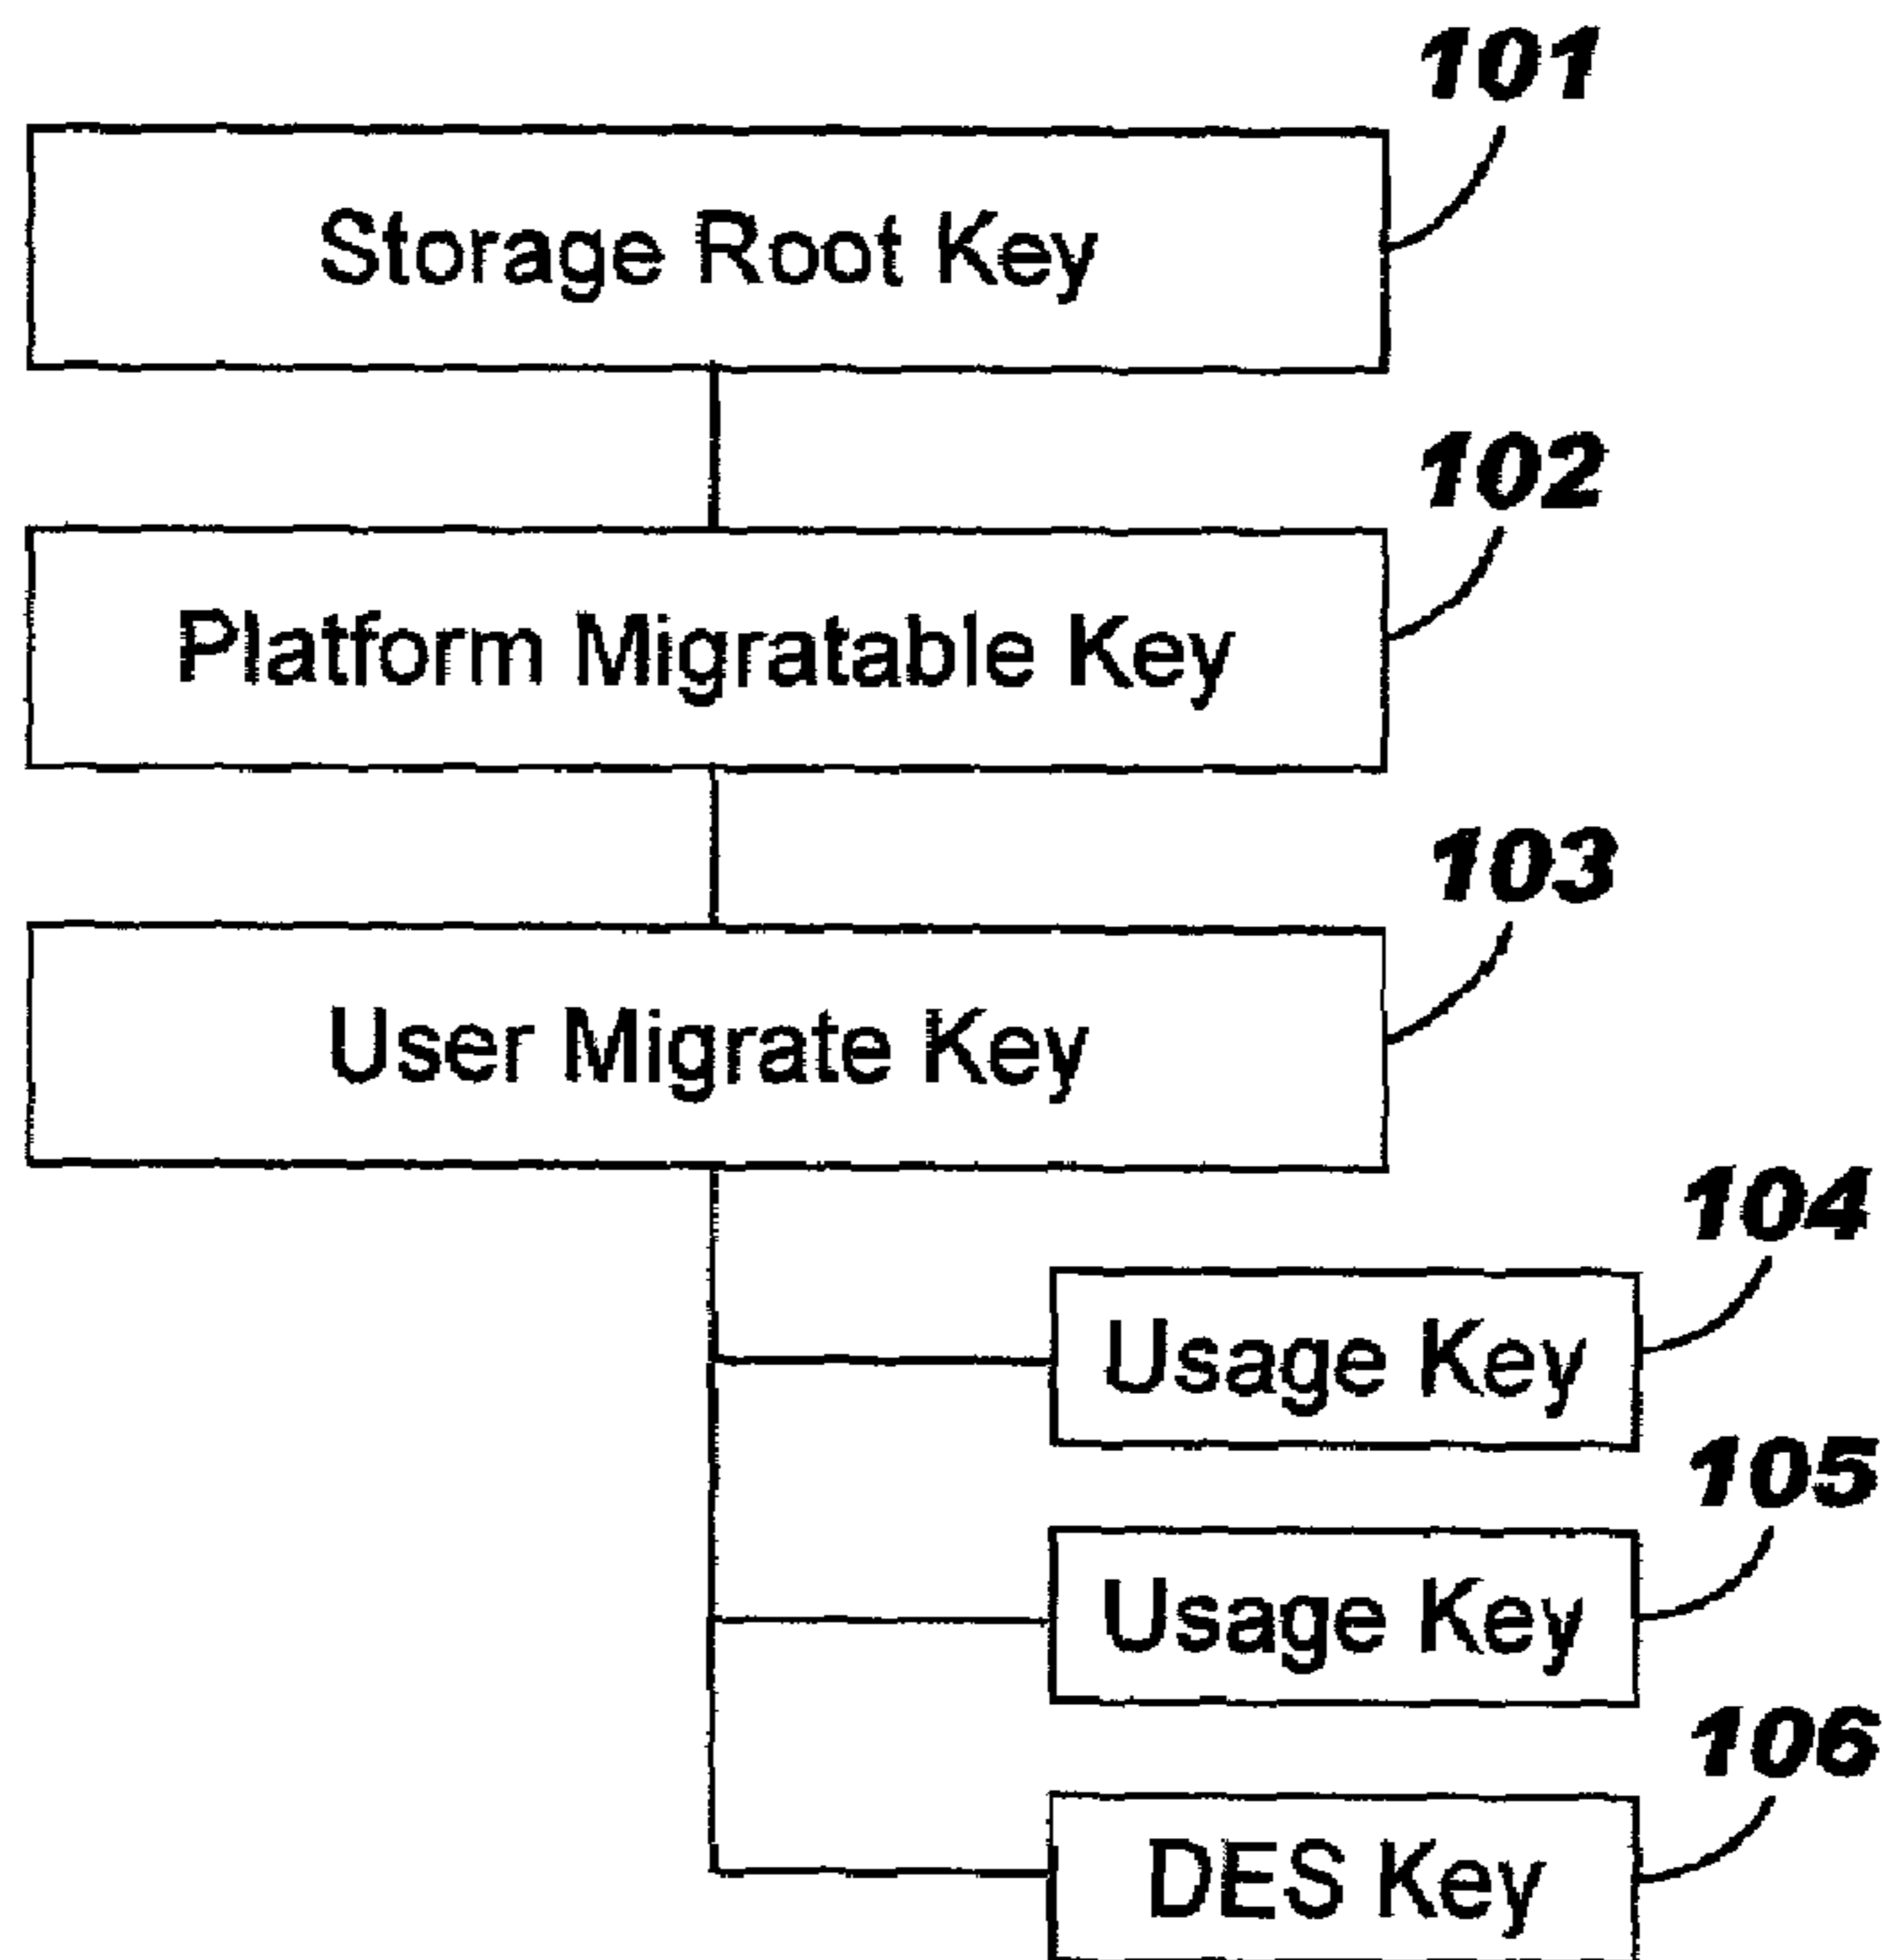 101
Storage Root Key
102
Platform Migratable Key
103
User Migrate Key
104
Usage Key
105
Usage Key
106
DES Key